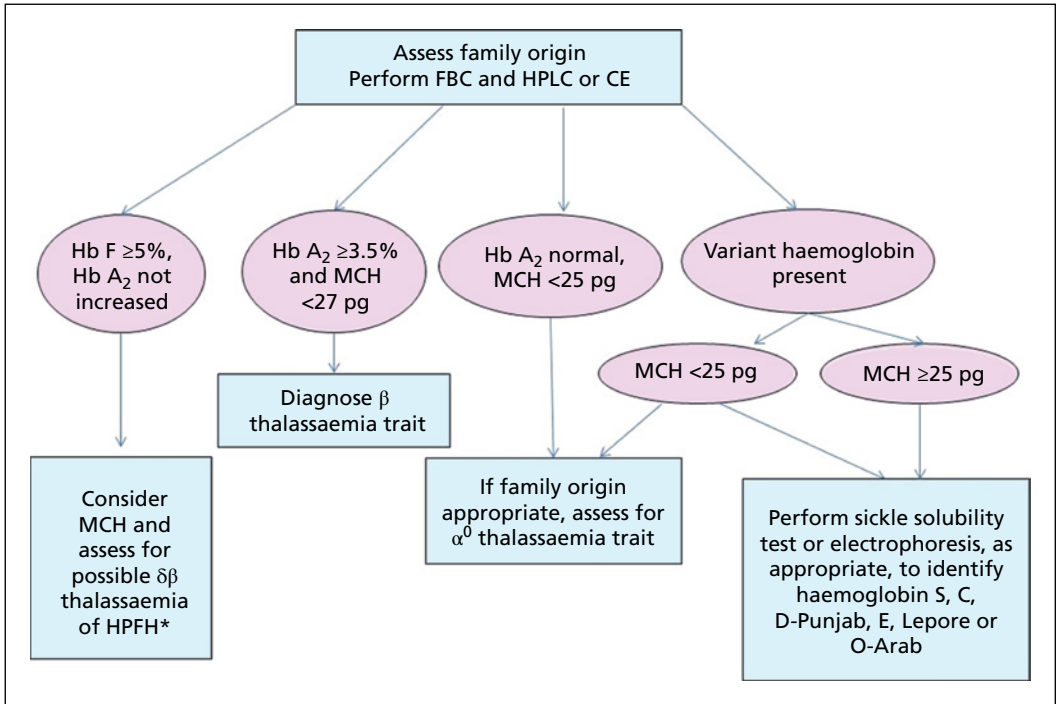 Assess family origin
Perform FBC and HPLC or CE
Hb F ≥5%,
Hb A₂ not
increased
Hb A₂ ≥3.5%
and MCH
<27 pg
Hb A₂ normal,
MCH <25 pg
Variant haemoglobin
present
MCH <25 pg
MCH ≥25 pg
Diagnose β
thalassaemia trait
Consider
MCH and
assess for
possible δβ
thalassaemia
of HPFH*
If family origin
appropriate, assess for
α⁰ thalassaemia trait
Perform sickle solubility
test or electrophoresis, as
appropriate, to identify
haemoglobin S, C,
D-Punjab, E, Lepore or
O-Arab